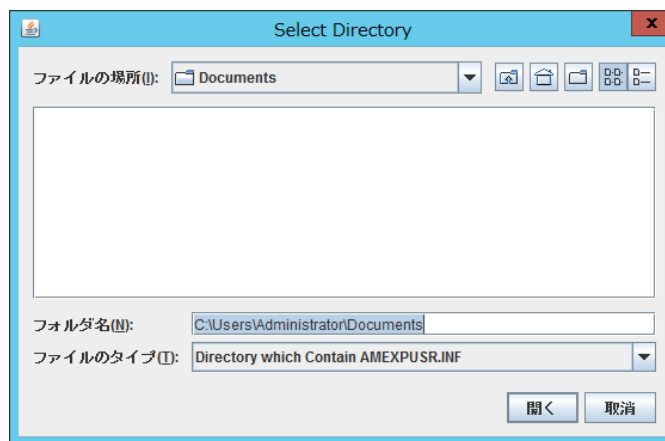 Select Directory
x
ファイルの場所(I): Documents
フォルダ名(N): C:\Users\Administrator\Documents
ファイルのタイプ(T): Directory which Contain AMEXPUSR.INF
開く 取消